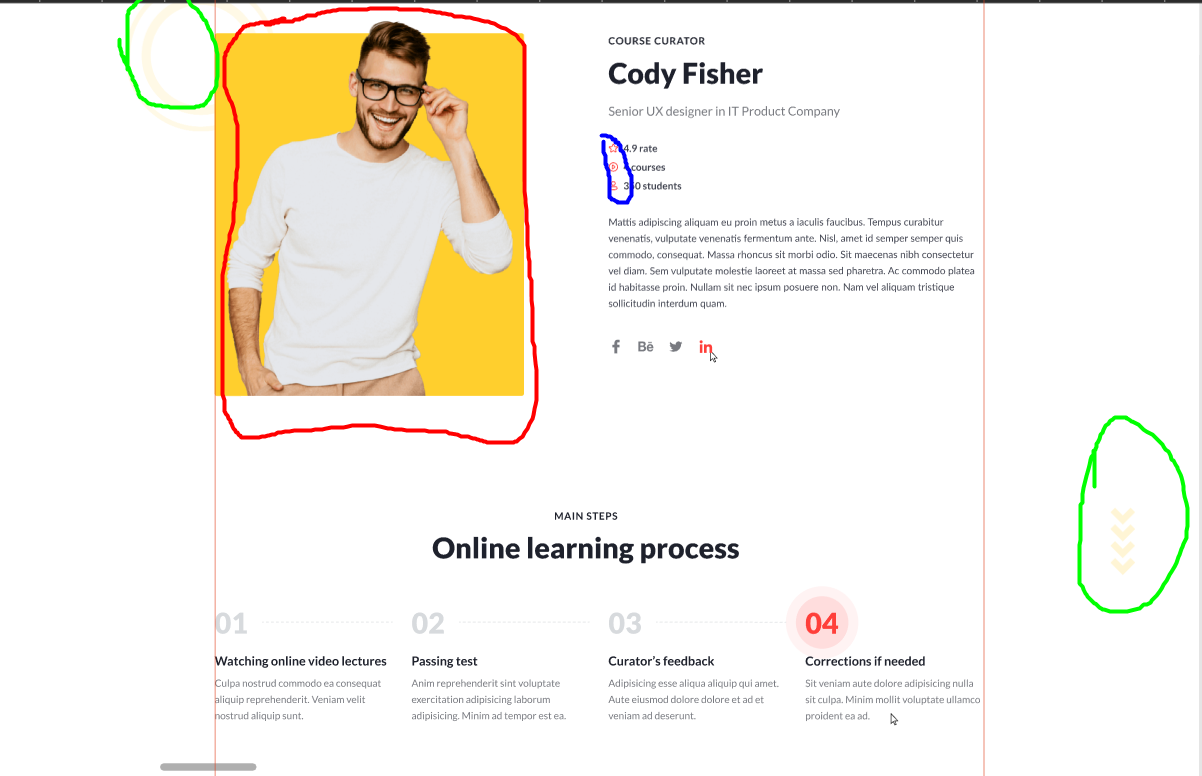 COURSE CURATOR
Cody Fisher
Senior UX designer in IT Product Company
4.9 rate
courses
students
Mattis adipiscing aliquam eu proin metus a iaculis faucibus. Tempus curabitur
venenatis, vulputate venenatis fermentum ante. Nisl, amet id semper semper quis
commodo, consequat. Massa rhoncus sit morbi odio. Sit maecenas nibh consectetur
vel diam. Sem vulputate molestie laoreet at massa sed pharetra. Ac commodo platea
id habitasse proin. Nullam sit nec ipsum posuere non. Nam vel aliquam tristique
sollicitudin interdum quam.
f Bē in
MAIN STEPS
Online learning process
01 02 03 04
Watching online video lectures
Culpa nostrud commodo ea consequat
aliquip reprehenderit. Veniam velit
nostrud aliquip sunt.
Passing test
Anim reprehenderit sint voluptate
exercitation adipisicing laborum
adipisicing. Minim ad tempor est ea.
Curator's feedback
Adipisicing esse aliqua aliquip qui amet.
Aute eiusmod dolore dolore et ad et
veniam ad deserunt.
Corrections if needed
Sit veniam aute dolore adipisicing nulla
sit culpa. Minim mollit voluptate ullamco
proident ea ad.